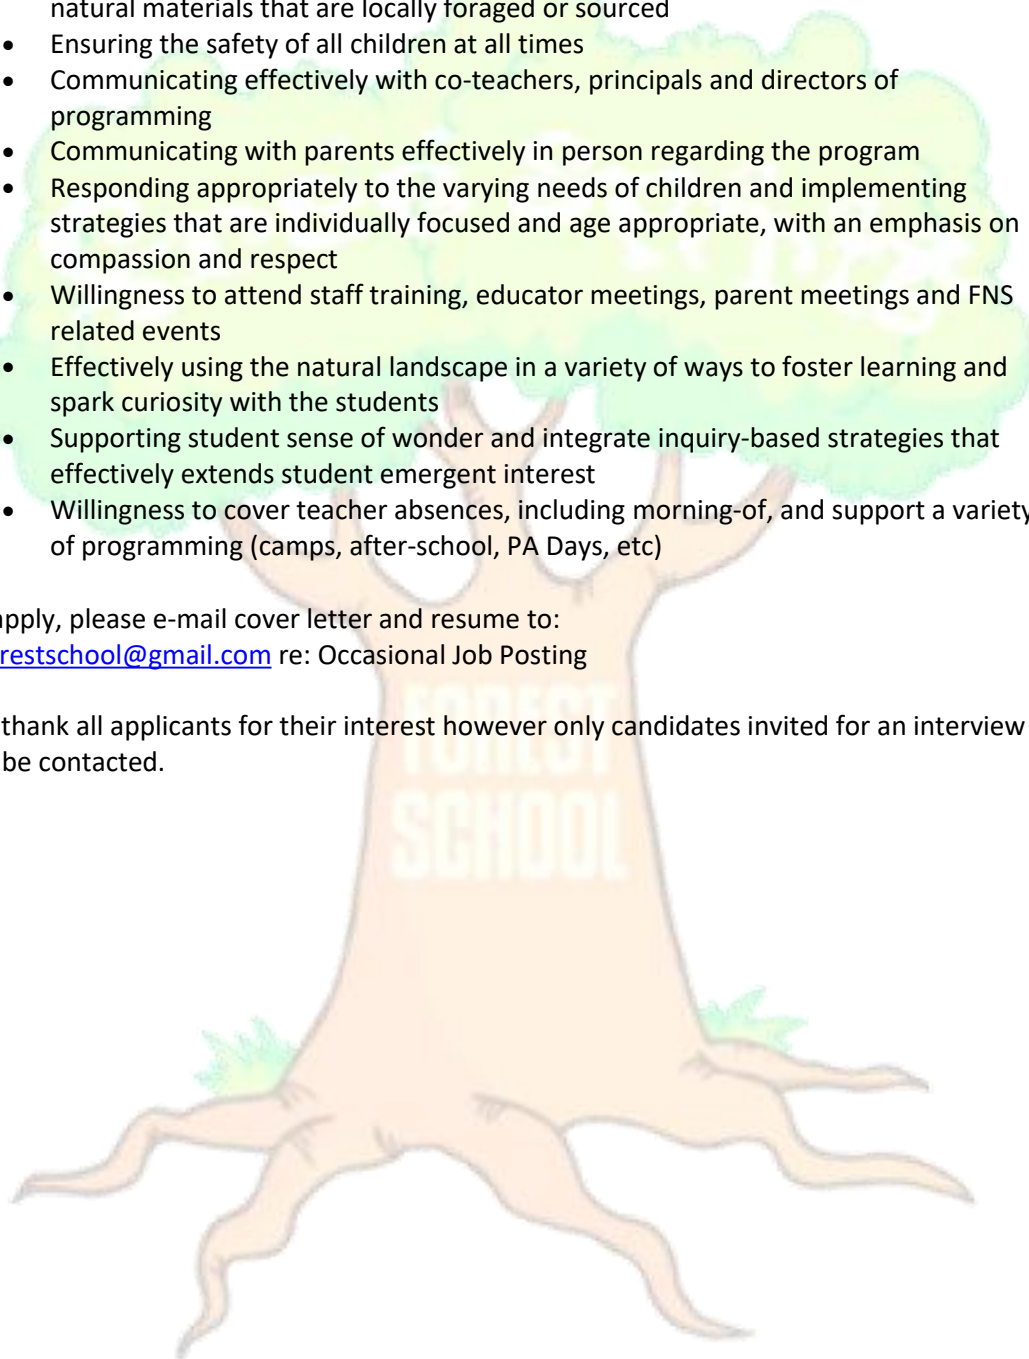 natural materials that are locally foraged or sourced
• Ensuring the safety of all children at all times
• Communicating effectively with co-teachers, principals and directors of
programming
• Communicating with parents effectively in person regarding the program
• Responding appropriately to the varying needs of children and implementing
strategies that are individually focused and age appropriate, with an emphasis on
compassion and respect
• Willingness to attend staff training, educator meetings, parent meetings and FNS
related events
• Effectively using the natural landscape in a variety of ways to foster learning and
spark curiosity with the students
• Supporting student sense of wonder and integrate inquiry-based strategies that
effectively extends student emergent interest
• Willingness to cover teacher absences, including morning-of, and support a variety
of programming (camps, after-school, PA Days, etc)
apply, please e-mail cover letter and resume to:
restschool@gmail.com re: Occasional Job Posting
thank all applicants for their interest however only candidates invited for an interview
be contacted.
FOREST
SCHOOL